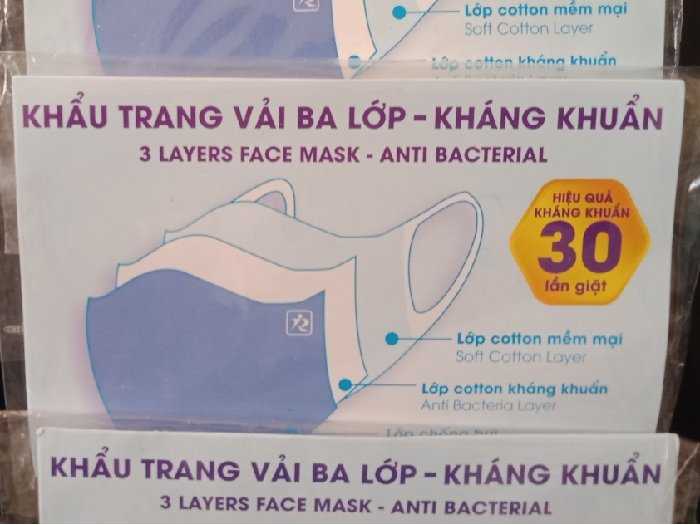 Lớp cotton mềm mại
Soft Cotton Layer
Lớp cotton kháng khuẩn
KHẨU TRANG VẢI BA LỚP - KHÁNG KHUẨN
3 LAYERS FACE MASK - ANTI BACTERIAL
HIỆU QUẢ
KHÁNG KHUẨN
30
lần giặt
Lớp cotton mềm mại
Soft Cotton Layer
Lớp cotton kháng khuẩn
Anti Bacteria Layer
Lớp chống bụi
KHẨU TRANG VẢI BA LỚP - KHÁNG KHUẨN
3 LAYERS FACE MASK - ANTI BACTERIAL